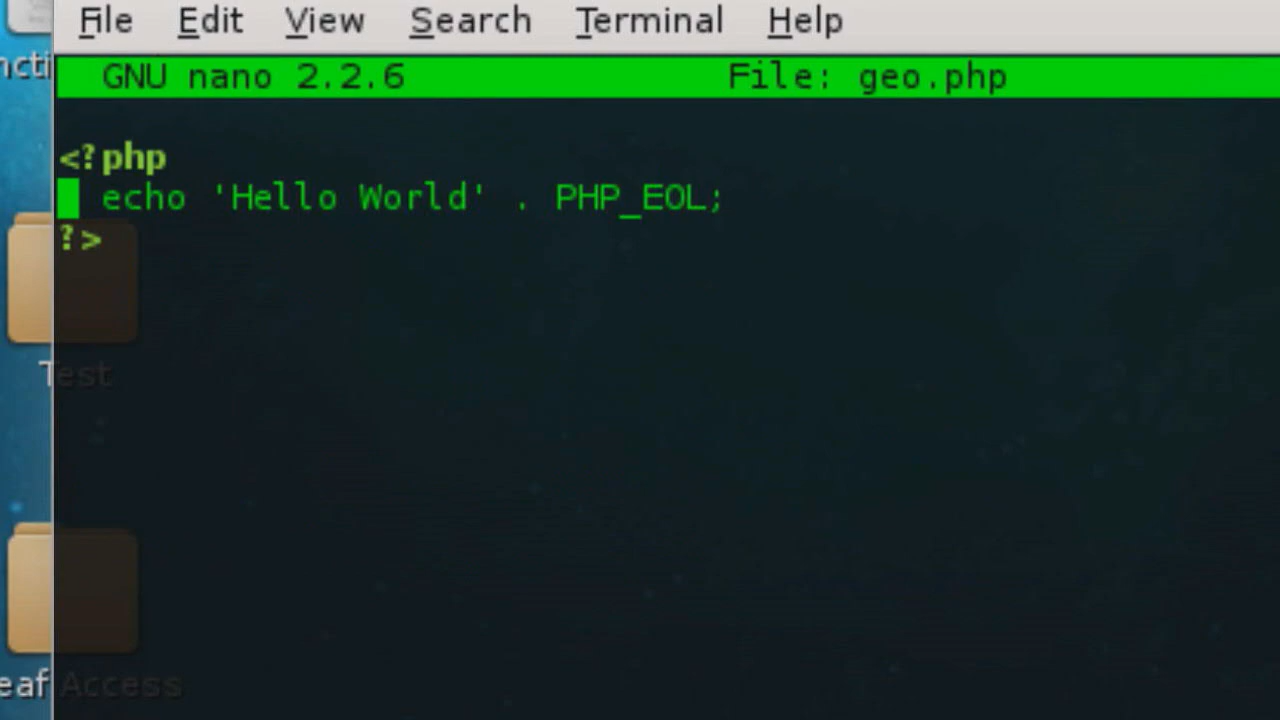 File Edit View Search Terminal Help
GNU nano 2.2.6 File: geo.php
<?php
echo 'Hello World' . PHP_EOL;
?>
Test
Access